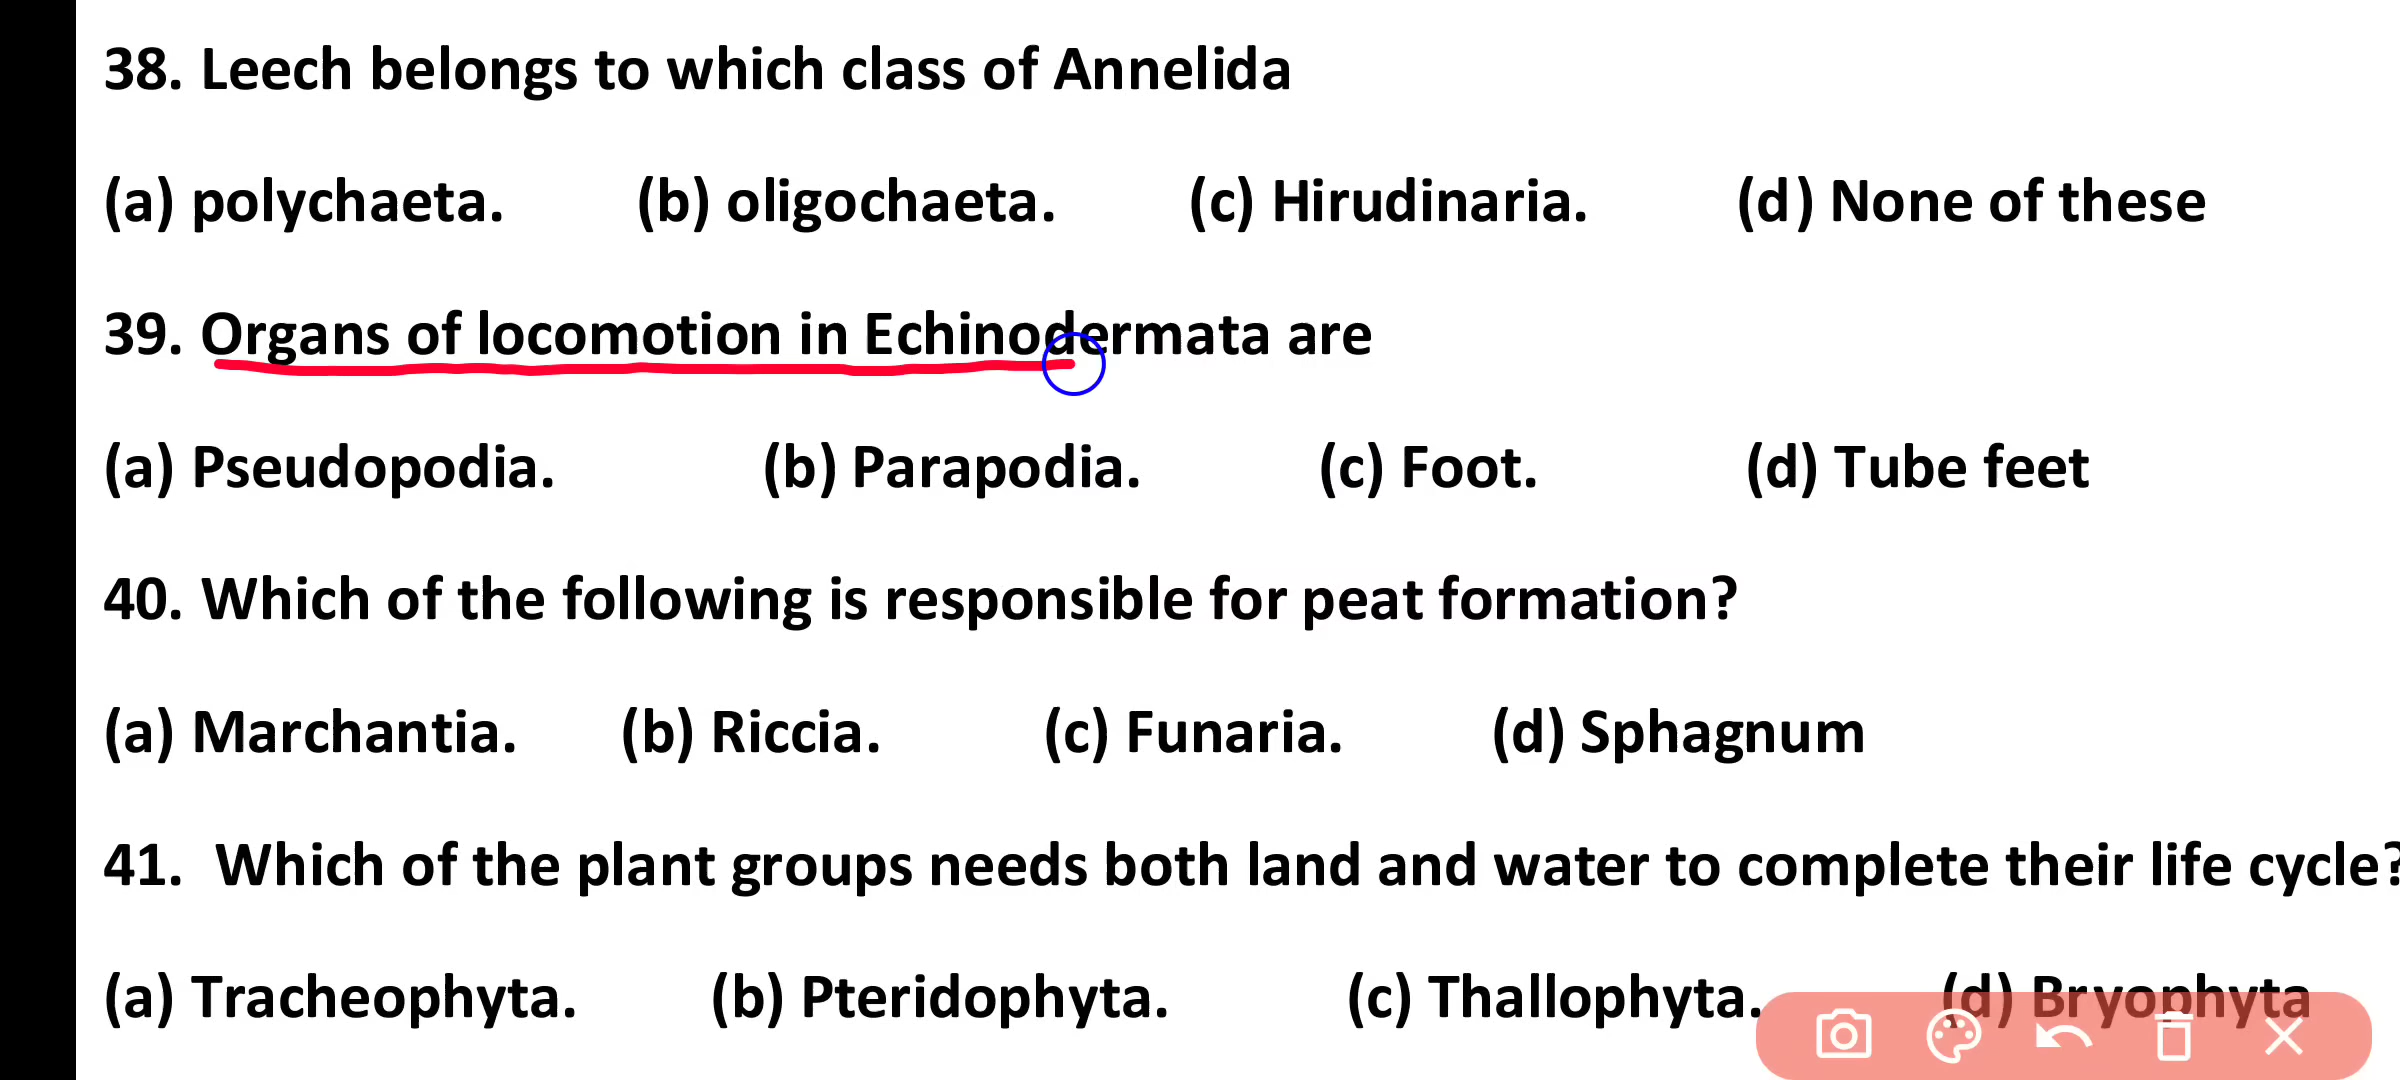 38. Leech belongs to which class of Annelida
(a) polychaeta. (b) oligochaeta. (c) Hirudinaria. (d) None of these
39. Organs of locomotion in Echinodermata are
(a) Pseudopodia. (b) Parapodia. (c) Foot. (d) Tube feet
40. Which of the following is responsible for peat formation?
(a) Marchantia. (b) Riccia. (c) Funaria. (d) Sphagnum
41. Which of the plant groups needs both land and water to complete their life cycle?
(a) Tracheophyta. (b) Pteridophyta. (c) Thallophyta. (d) Bryophyta